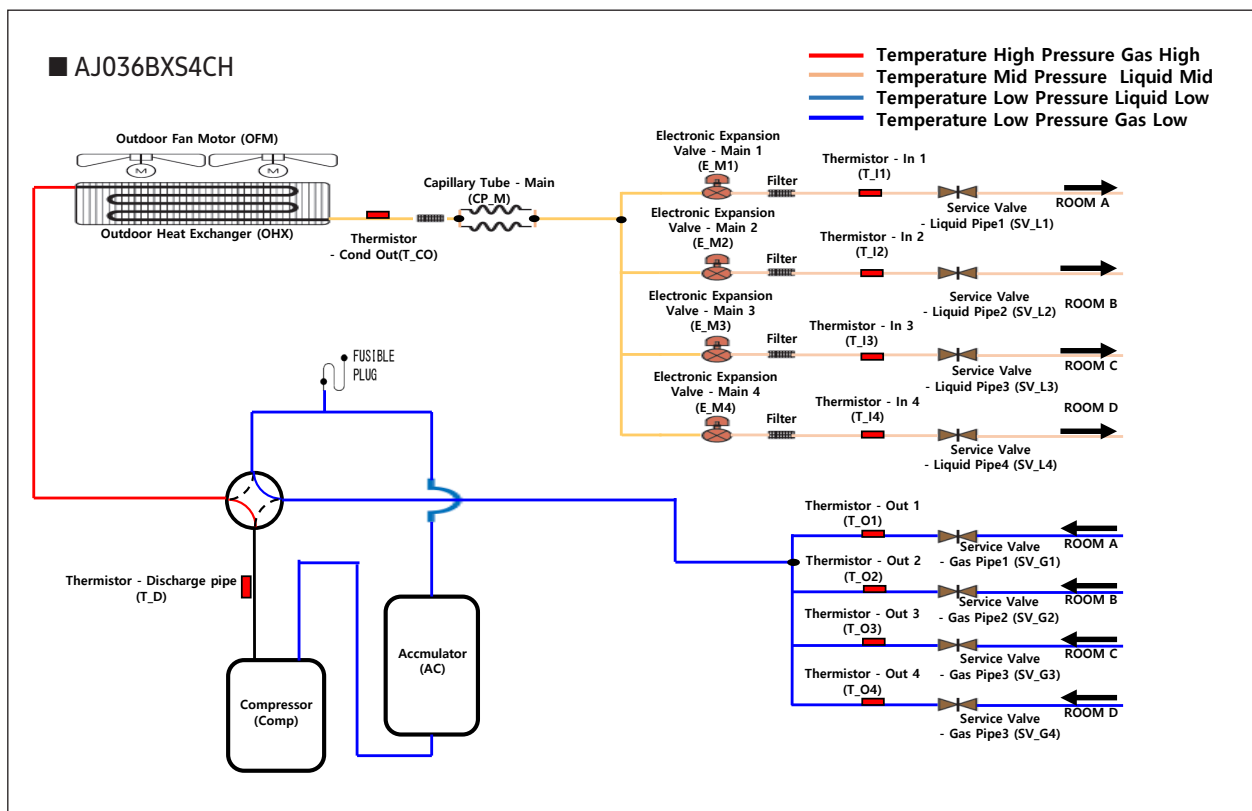 ■ AJ036BXS4CH
Temperature High Pressure Gas High
Temperature Mid Pressure Liquid Mid
Temperature Low Pressure Liquid Low
Temperature Low Pressure Gas Low
Outdoor Fan Motor (OFM)
M
M
Outdoor Heat Exchanger (OHX)
Thermistor
- Cond Out(T_CO)
Capillary Tube - Main
(CP_M)
Electronic Expansion
Valve - Main 1
(E_M1)
Filter
Thermistor - In 1
(T_I1)
Service Valve
- Liquid Pipe1 (SV_L1)
ROOM A
Electronic Expansion
Valve - Main 2
(E_M2)
Filter
Thermistor - In 2
(T_I2)
Service Valve
- Liquid Pipe2 (SV_L2)
ROOM B
Electronic Expansion
Valve - Main 3
(E_M3)
Filter
Thermistor - In 3
(T_I3)
Service Valve
- Liquid Pipe3 (SV_L3)
ROOM C
Electronic Expansion
Valve - Main 4
(E_M4)
Filter
Thermistor - In 4
(T_I4)
Service Valve
- Liquid Pipe4 (SV_L4)
ROOM D
FUSIBLE
PLUG
Thermistor - Discharge pipe
(T_D)
Compressor
(Comp)
Accmulator
(AC)
Thermistor - Out 1
(T_O1)
Service Valve
- Gas Pipe1 (SV_G1)
ROOM A
Thermistor - Out 2
(T_O2)
Service Valve
- Gas Pipe2 (SV_G2)
ROOM B
Thermistor - Out 3
(T_O3)
Service Valve
- Gas Pipe3 (SV_G3)
ROOM C
Thermistor - Out 4
(T_O4)
Service Valve
- Gas Pipe3 (SV_G4)
ROOM D